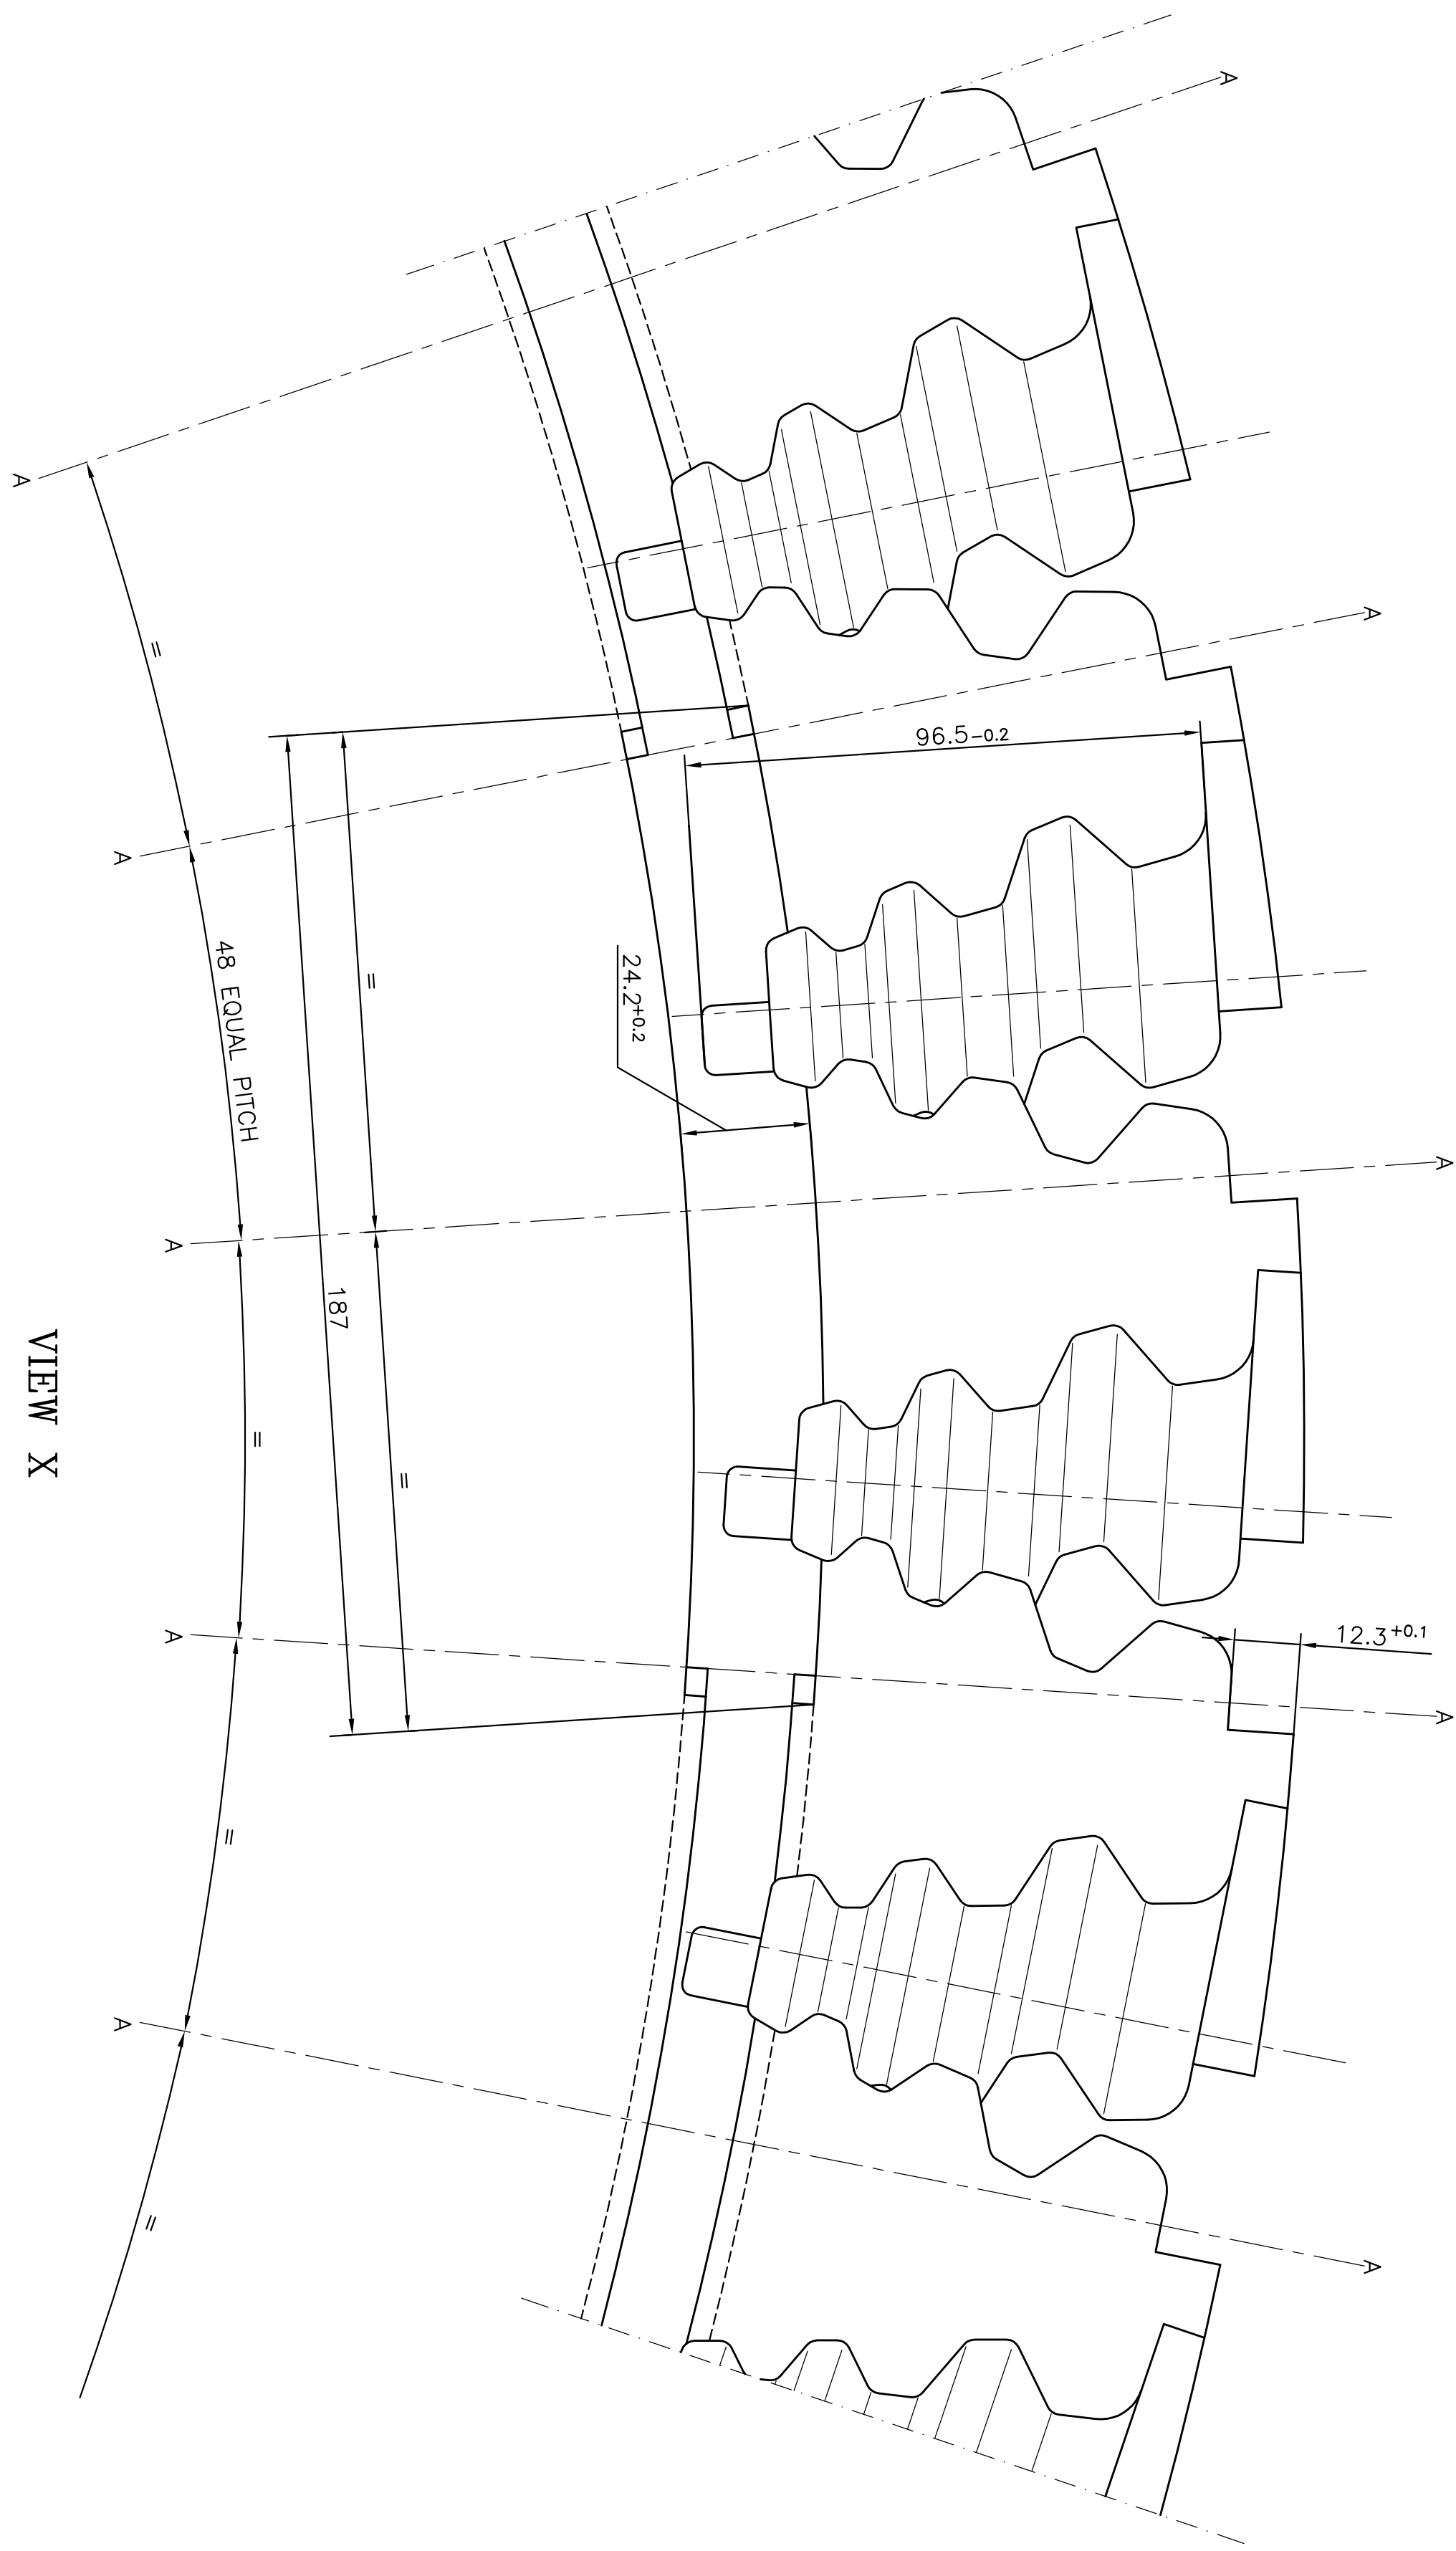 A
A
A
A
A
A
A
A
A
A
A
A
96.5-0.2
24.2+0.2
48 EQUAL PITCH
187
12.3+0.1
=
=
=
=
=
=
VIEW X